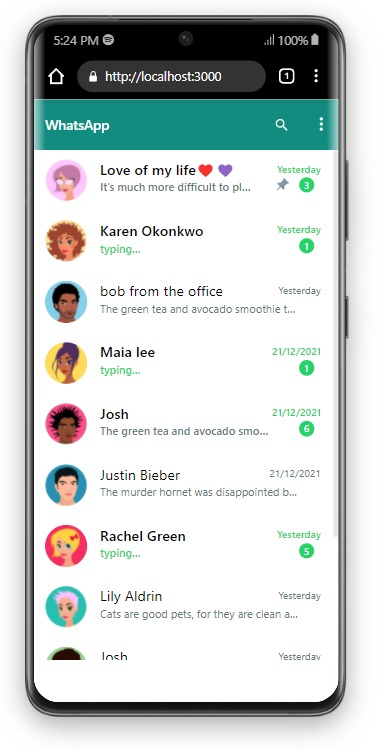 5:24 PM 100%
http://localhost:3000 1
WhatsApp
Love of my life❤️ 💜 Yesterday
It's much more difficult to pl... 3
Karen Okonkwo Yesterday
typing... 1
bob from the office Yesterday
The green tea and avocado smoothie t...
Maia lee 21/12/2021
typing... 1
Josh 21/12/2021
The green tea and avocado smo... 6
Justin Bieber 21/12/2021
The murder hornet was disappointed b...
Rachel Green Yesterday
typing... 5
Lily Aldrin Yesterday
Cats are good pets, for they are clean a...
Josh Yesterday